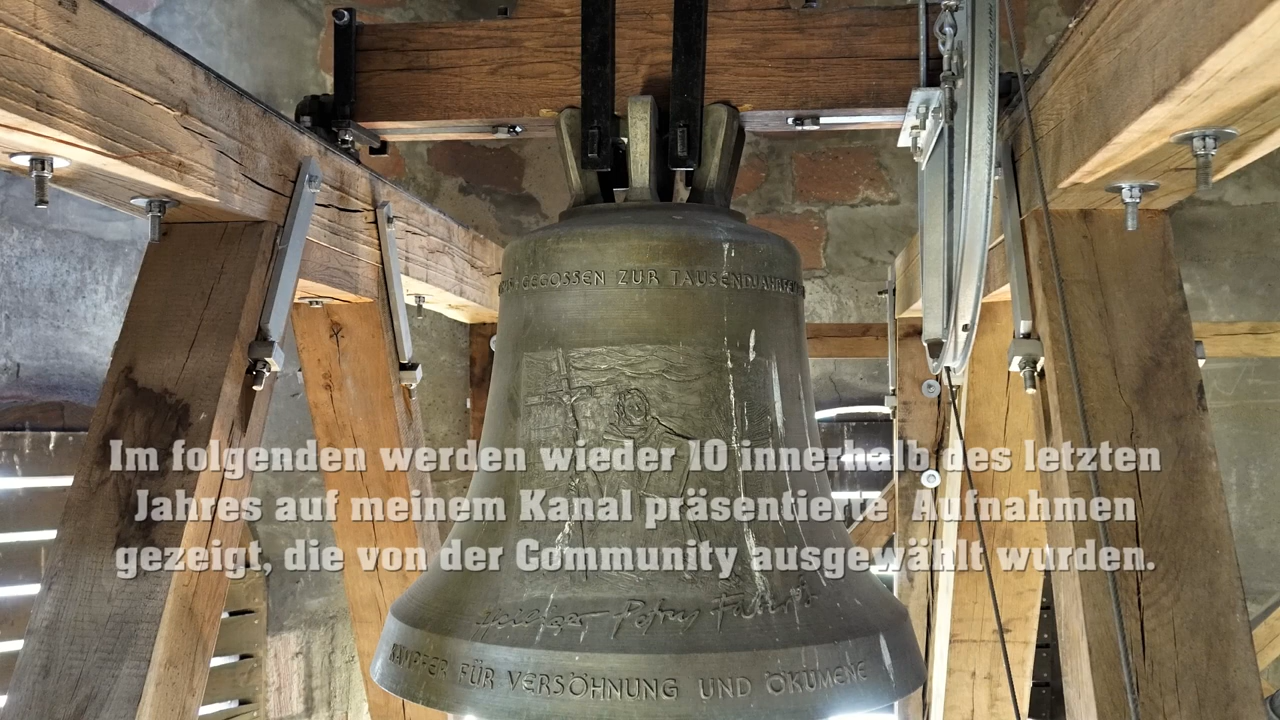 GEGOSSEN ZUR TAUSENDJAHRFEI
Im folgenden werden wieder 10 innerhalb des letzten
Jahres auf meinem Kanal präsentierte Aufnahmen
gezeigt, die von der Community ausgewählt wurden.
Heiliger Petrus Faber
KÄMPFER FÜR VERSÖHNUNG UND ÖKUMENE